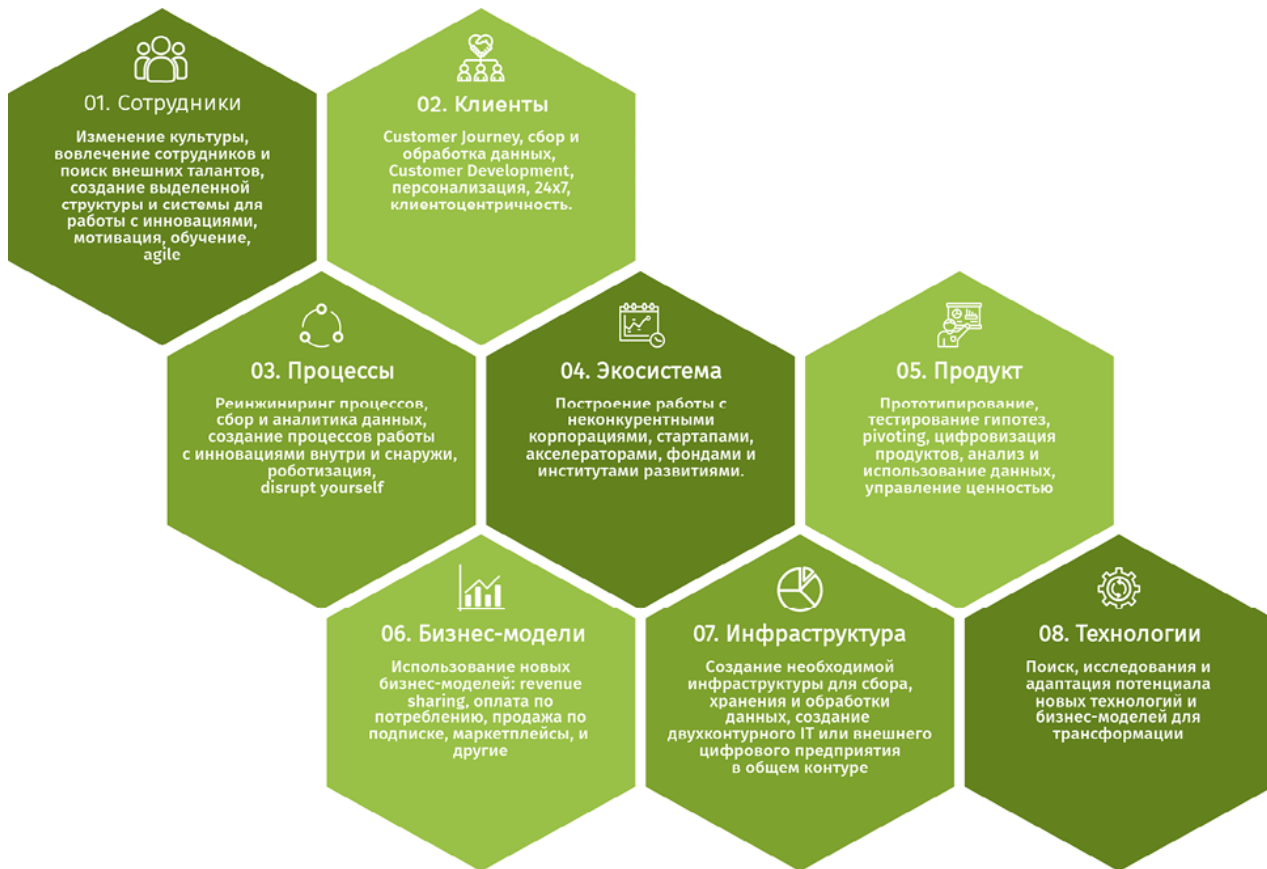 01. Сотрудники
Изменение культуры,
вовлечение сотрудников и
поиск внешних талантов,
создание выделенной
структуры и системы для
работы с инновациями,
мотивация, обучение,
agile
02. Клиенты
Customer Journey, сбор и
обработка данных,
Customer Development,
персонализация, 24x7,
клиентоцентричность.
03. Процессы
Реинжиниринг процессов,
сбор и аналитика данных,
создание процессов работы
с инновациями внутри и снаружи,
роботизация,
disrupt yourself
04. Экосистема
Построение работы с
неконкурентными
корпорациями, стартапами,
акселераторами, фондами и
институтами развитиями.
05. Продукт
Прототипирование,
тестирование гипотез,
pivoting, цифровизация
продуктов, анализ и
использование данных,
управление ценностью
06. Бизнес-модели
Использование новых
бизнес-моделей: revenue
sharing, оплата по
потреблению, продажа по
подписке, маркетплейсы, и
другие
07. Инфраструктура
Создание необходимой
инфраструктуры для сбора,
хранения и обработки
данных, создание
двухконтурного IT или внешнего
цифрового предприятия
в общем контуре
08. Технологии
Поиск, исследования и
адаптация потенциала
новых технологий и
бизнес-моделей для
трансформации